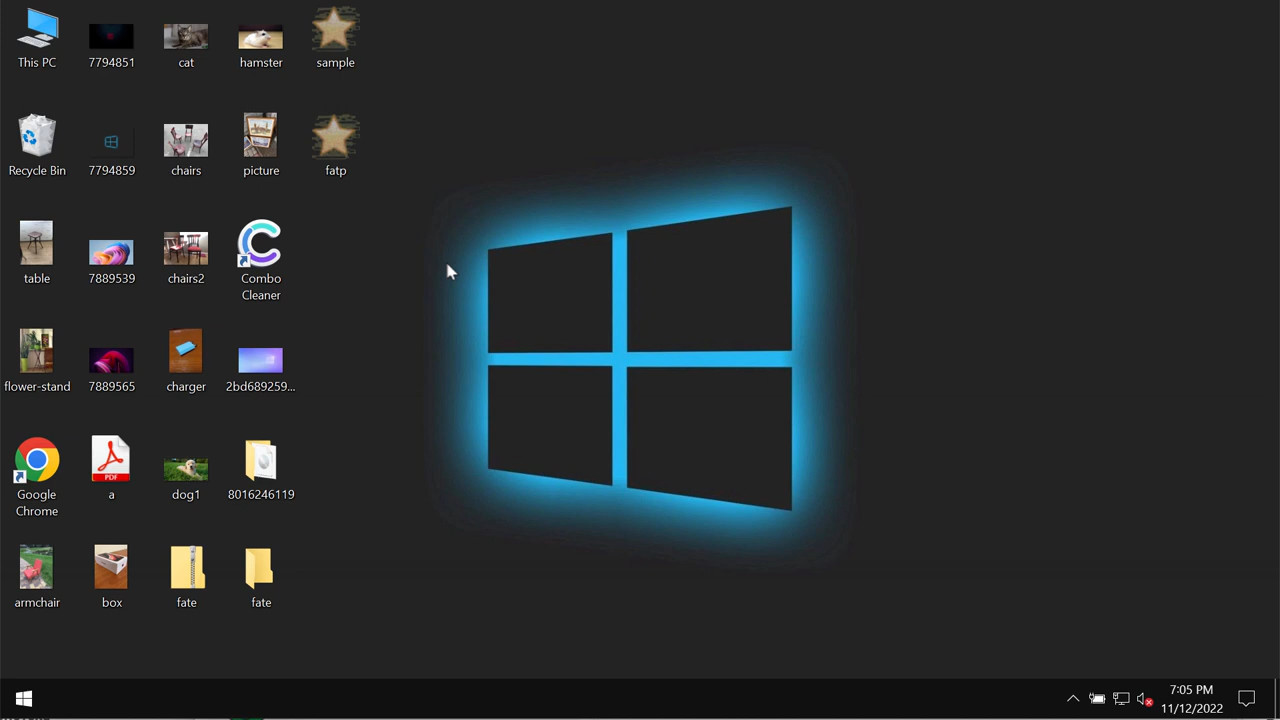 This PC
7794851
cat
hamster
sample
Recycle Bin
7794859
chairs
picture
fatp
table
7889539
chairs2
Combo
Cleaner
flower-stand
7889565
charger
2bd689259...
Google
Chrome
PDF
a
dog1
8016246119
armchair
box
fate
fate
7:05 PM
11/12/2022